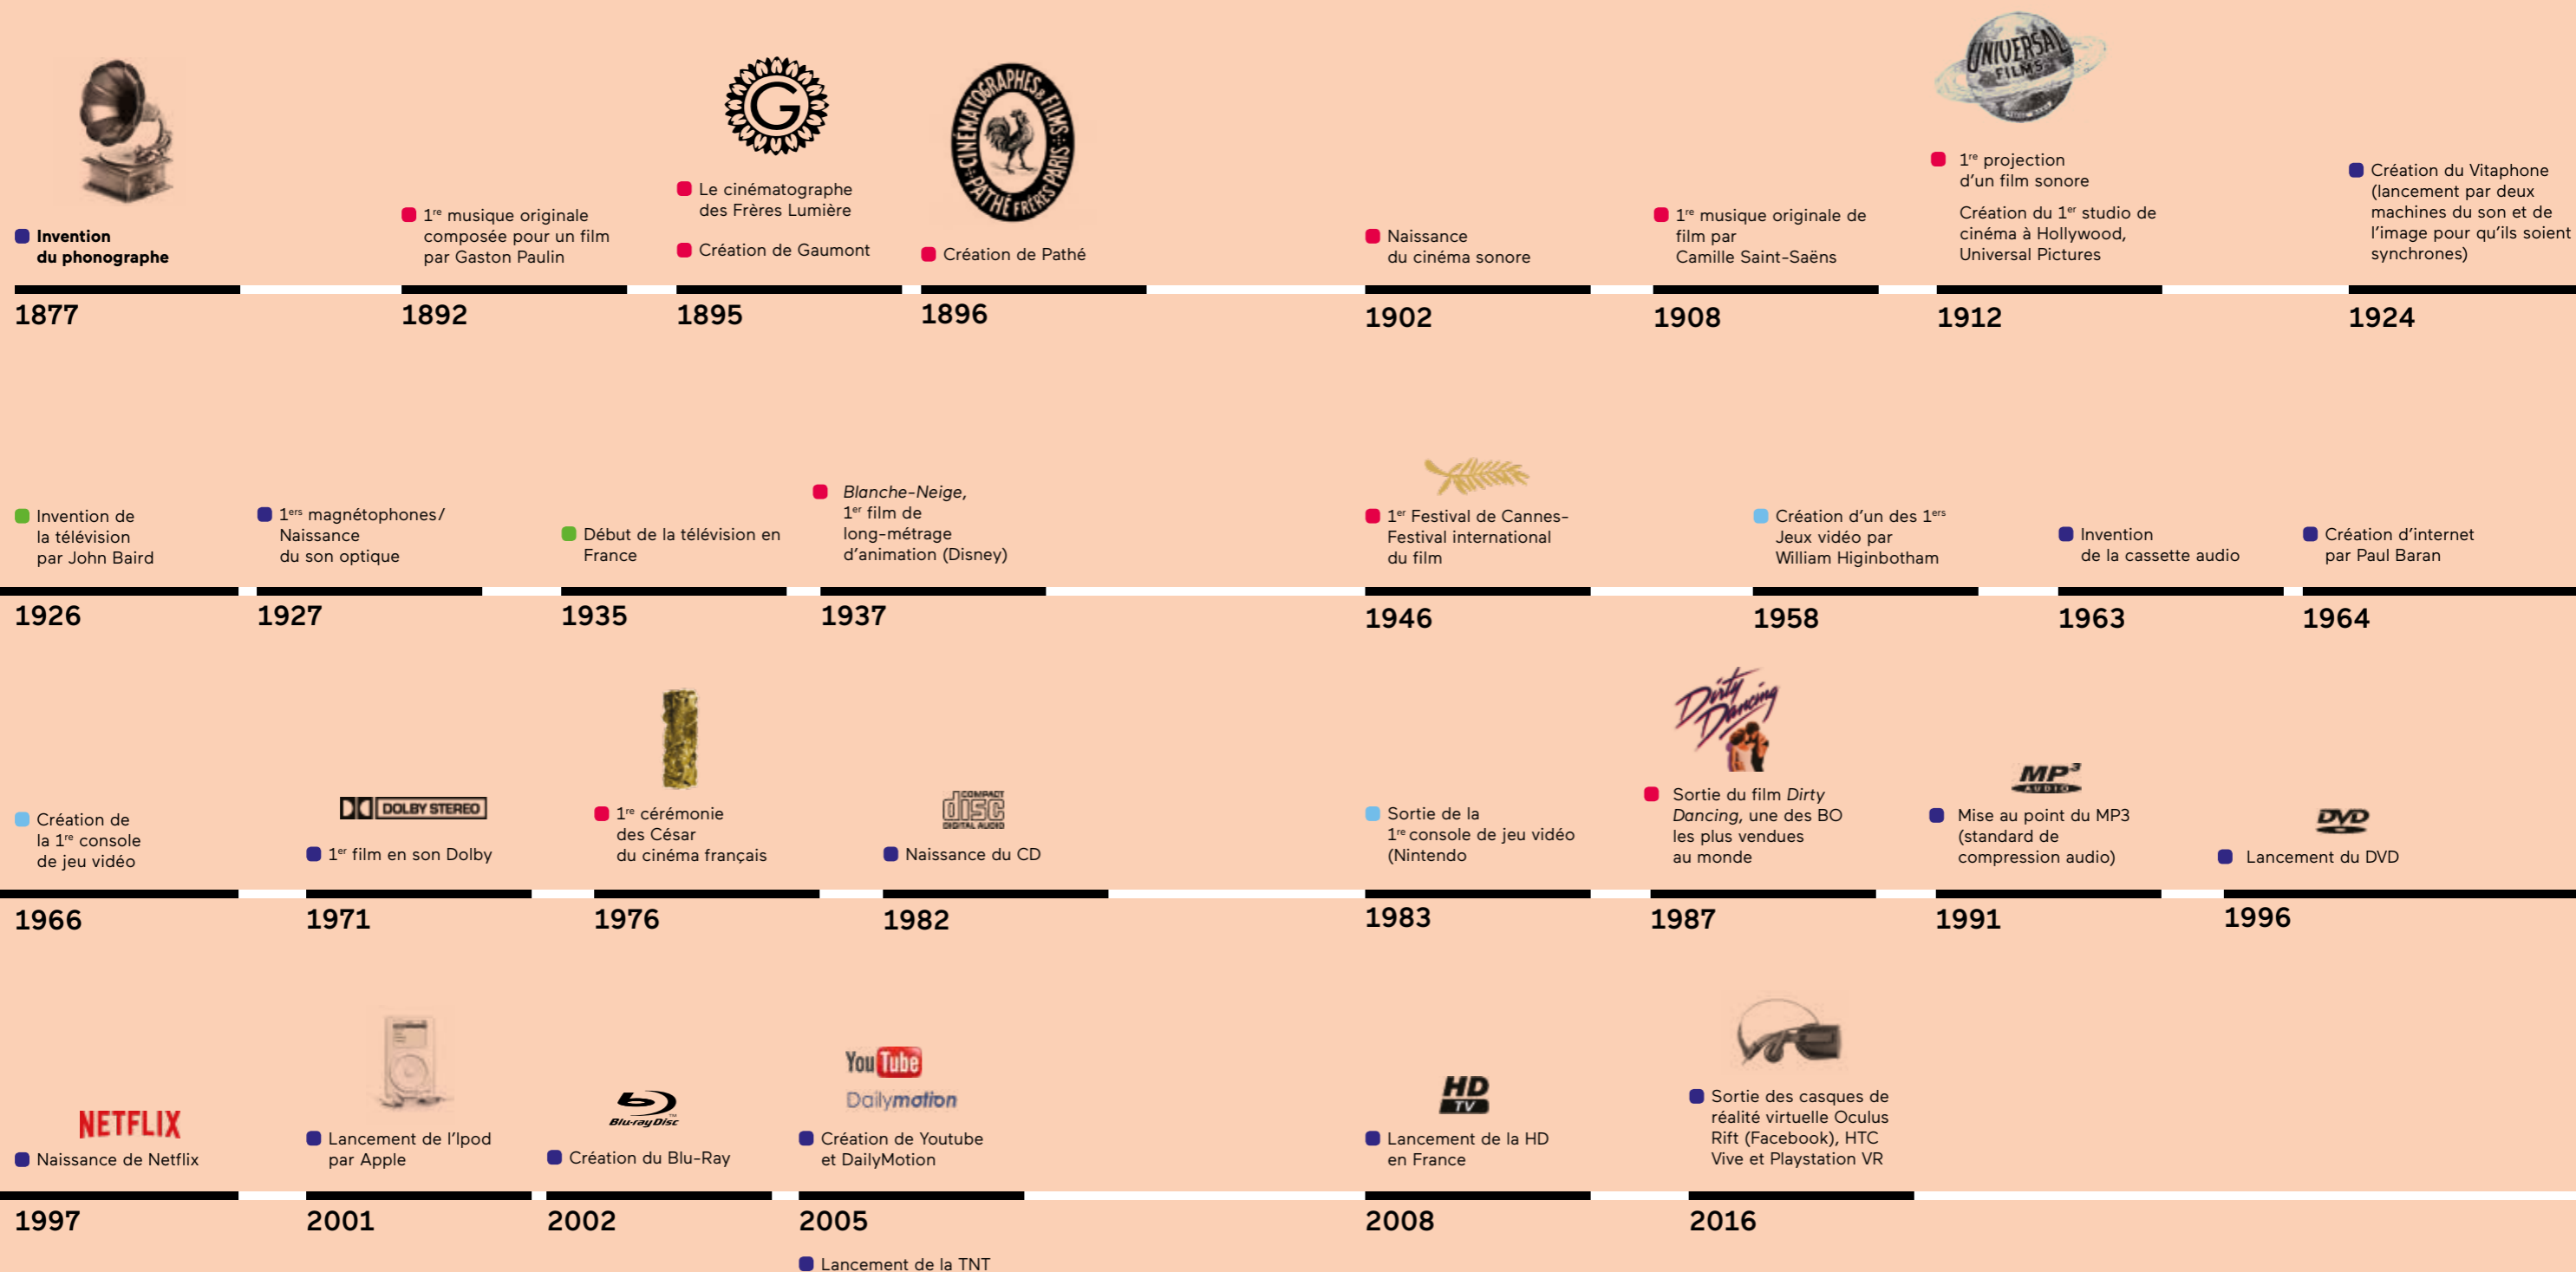 UNIVERSAL
FILMS
CINÉMATOGRAPHES & FILMS
PATHÉ FRÈRES PARIS
G
Invention
du phonographe
1877
1re musique originale
composée pour un film
par Gaston Paulin
1892
Le cinématographe
des Frères Lumière
Création de Gaumont
1895
Création de Pathé
1896
Naissance
du cinéma sonore
1902
1re musique originale de
film par
Camille Saint-Saëns
1908
1re projection
d'un film sonore
Création du 1er studio de
cinéma à Hollywood,
Universal Pictures
1912
Création du Vitaphone
(lancement par deux
machines du son et de
l'image pour qu'ils soient
synchrones)
1924
Invention de
la télévision
par John Baird
1926
1ers magnétophones/
Naissance
du son optique
1927
Début de la télévision en
France
1935
Blanche-Neige,
1er film de
long-métrage
d'animation (Disney)
1937
1er Festival de Cannes-
Festival international
du film
1946
Création d'un des 1ers
Jeux vidéo par
William Higinbotham
1958
Invention
de la cassette audio
1963
Création d'internet
par Paul Baran
1964
Création de
la 1re console
de jeu vidéo
1966
DOLBY STEREO
1er film en son Dolby
1971
1re cérémonie
des César
du cinéma français
1976
COMPACT
disc
DIGITAL AUDIO
Naissance du CD
1982
Sortie de la
1re console de jeu vidéo
(Nintendo
1983
Dirty
Dancing
Sortie du film Dirty
Dancing, une des BO
les plus vendues
au monde
1987
MP3
AUDIO
Mise au point du MP3
(standard de
compression audio)
1991
DVD
Lancement du DVD
1996
NETFLIX
Naissance de Netflix
1997
Lancement de l'Ipod
par Apple
2001
Blu-ray Disc
TM
Création du Blu-Ray
2002
YouTube
Dailymotion
Création de Youtube
et DailyMotion
2005
Lancement de la TNT
HD
TV
Lancement de la HD
en France
2008
Sortie des casques de
réalité virtuelle Oculus
Rift (Facebook), HTC
Vive et Playstation VR
2016